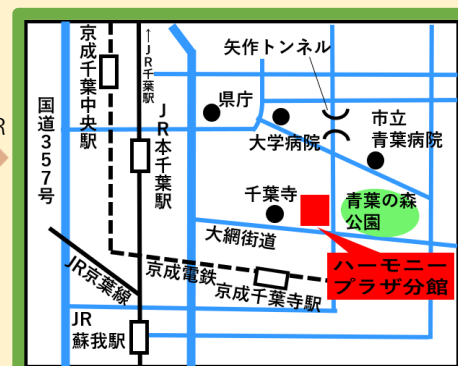 R
京成千葉中央駅
↑JR千葉駅
国道357号
JR本千葉駅
矢作トンネル
県庁
大学病院
市立
青葉病院
千葉寺
青葉の森
公園
大網街道
ハーモニー
プラザ分館
JR京葉線
京成電鉄
京成千葉寺駅
JR
蘇我駅